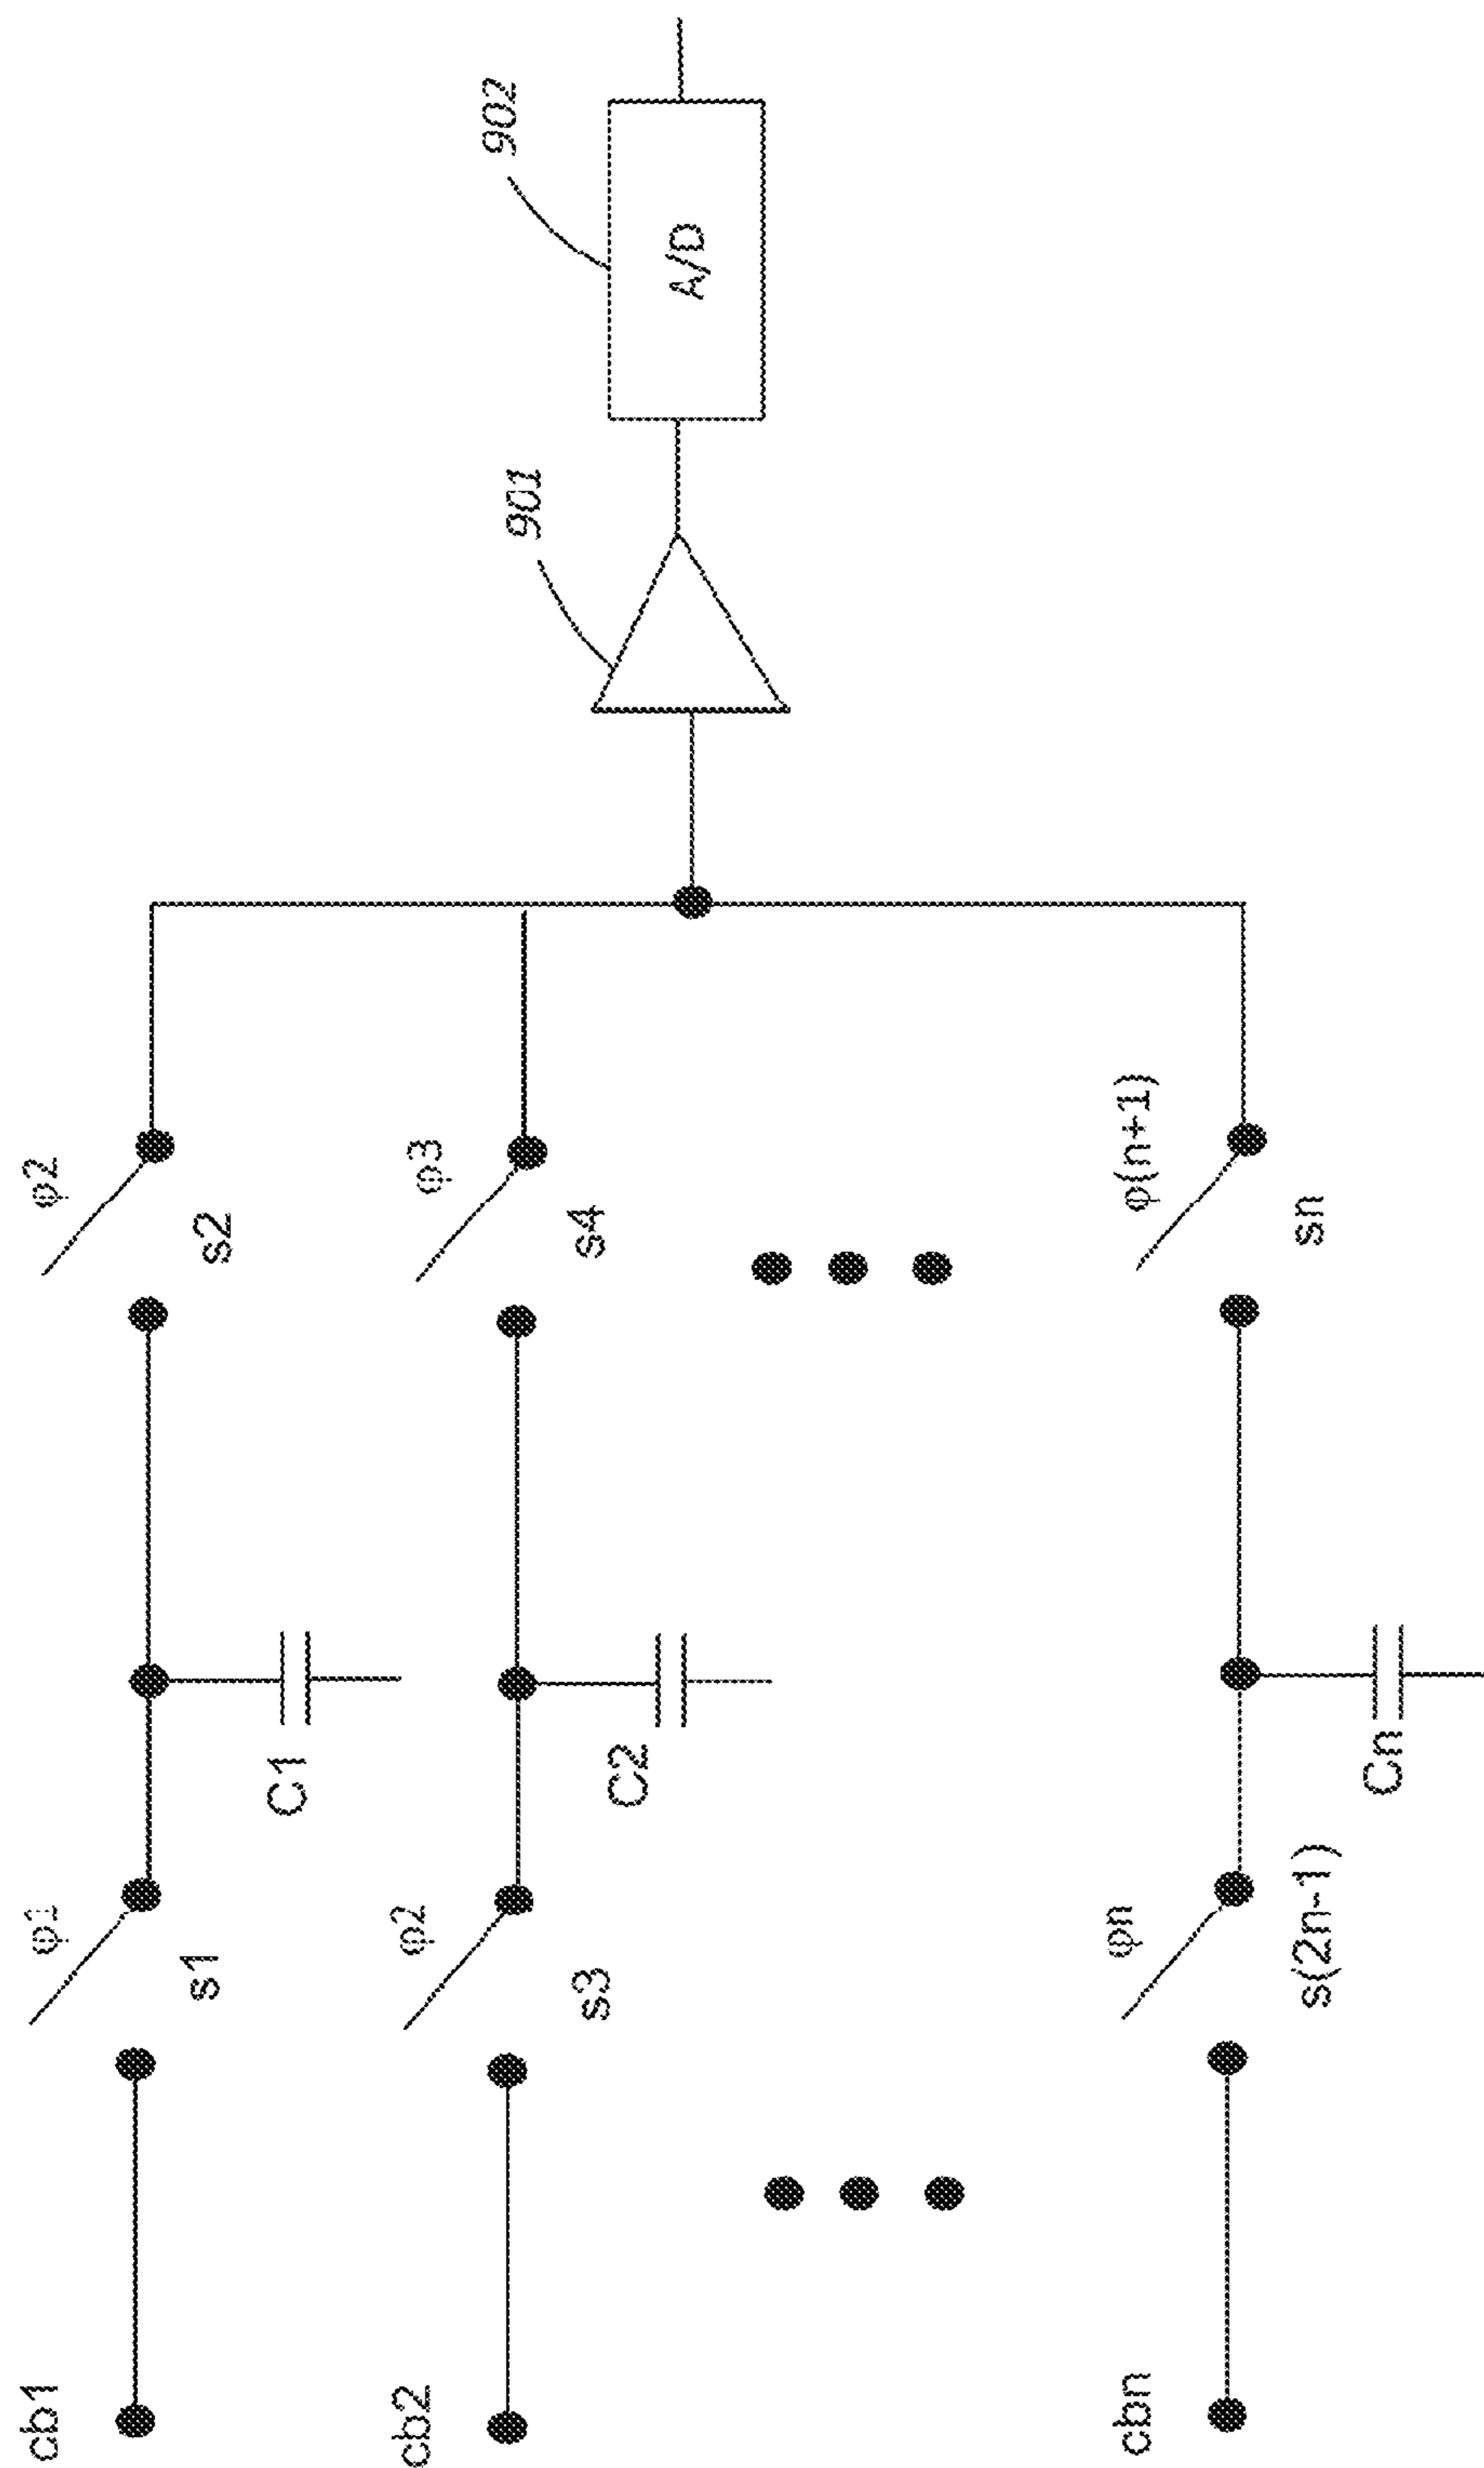 cb1
φ1
s1
C1
φ2
s2
cb2
φ2
s3
C2
φ3
s4
901
902
A/D
cbn
φn
s(2n-1)
Cn
φ(n+1)
sn